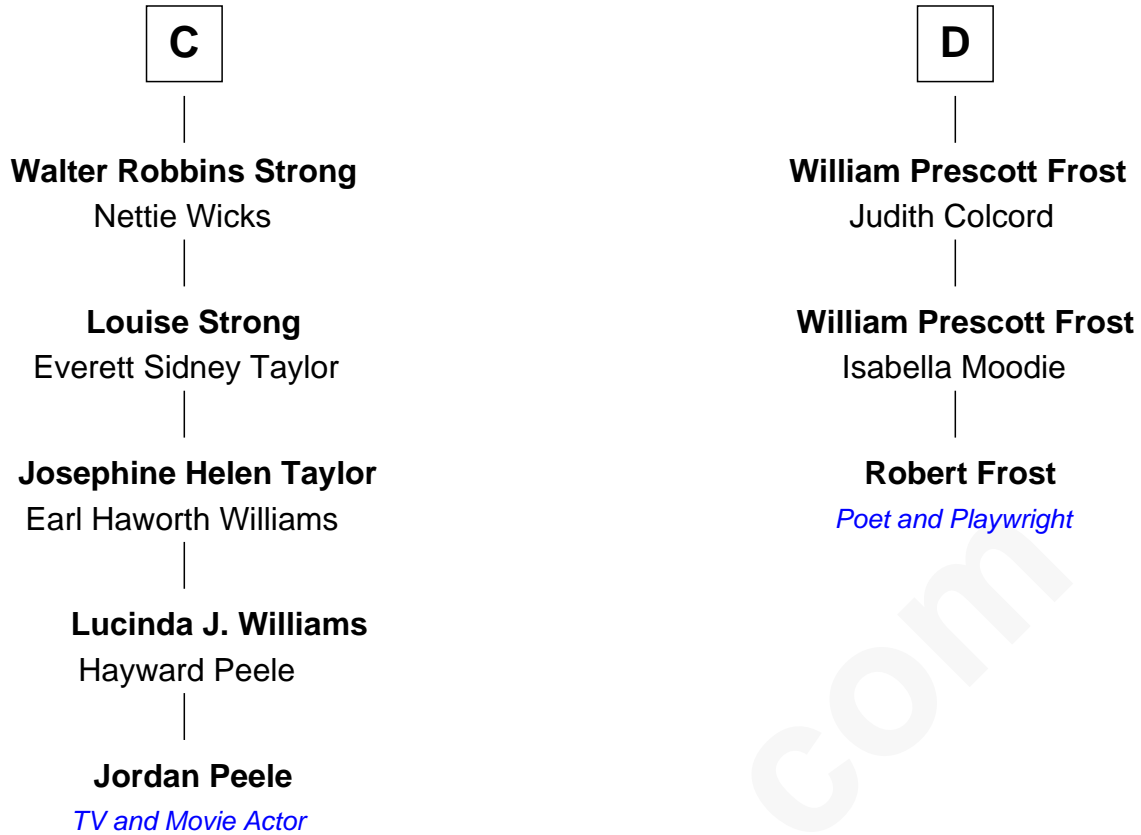 C
Walter Robbins Strong
Nettie Wicks
Louise Strong
Everett Sidney Taylor
Josephine Helen Taylor
Earl Haworth Williams
Lucinda J. Williams
Hayward Peele
Jordan Peele
TV and Movie Actor
D
William Prescott Frost
Judith Colcord
William Prescott Frost
Isabella Moodie
Robert Frost
Poet and Playwright
com